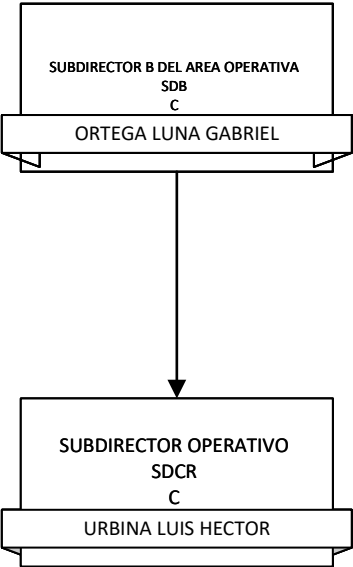 SUBDIRECTOR B DEL AREA OPERATIVA
SDB
C
ORTEGA LUNA GABRIEL
SUBDIRECTOR OPERATIVO
SDCR
C
URBINA LUIS HECTOR